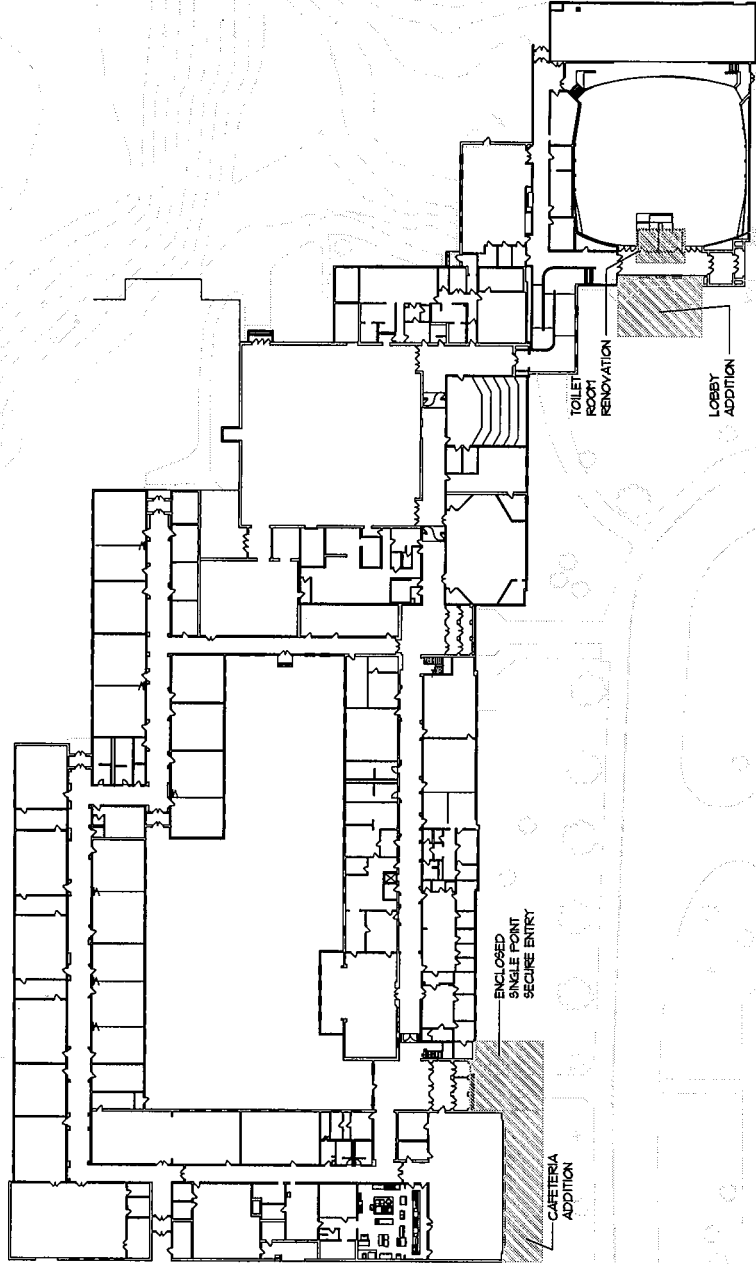 TOILET
ROOM
RENOVATION
LOBBY
ADDITION
ENCLOSED
SINGLE POINT
SECURE ENTRY
CAFETERIA
ADDITION